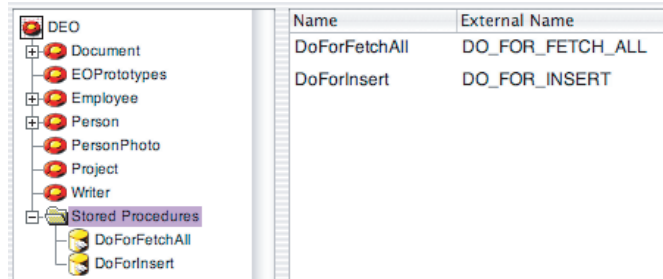 DEO
Document
EOPrototypes
Employee
Person
PersonPhoto
Project
Writer
Stored Procedures
DoForFetchAll
DoForInsert
Name External Name
DoForFetchAll DO_FOR_FETCH_ALL
DoForInsert DO_FOR_INSERT